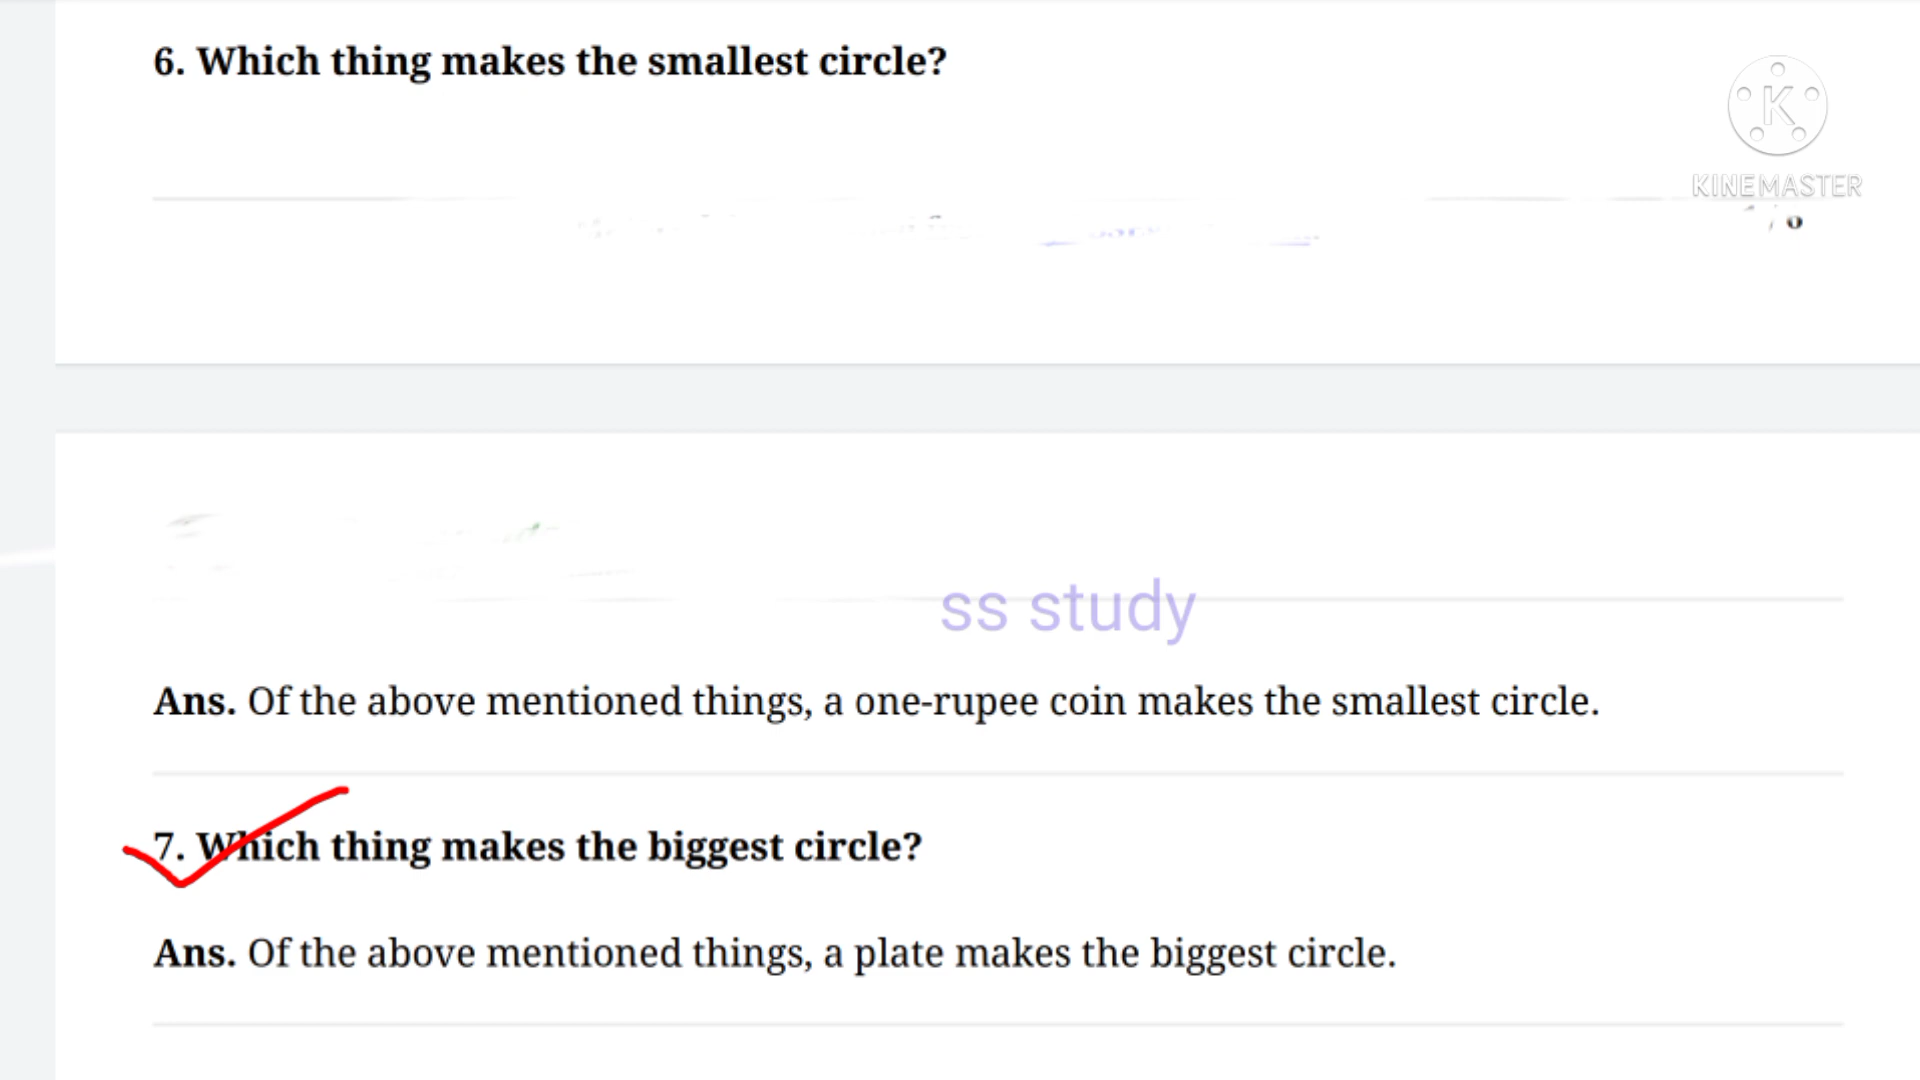 6. Which thing makes the smallest circle?
KINEMASTER
ss study
Ans. Of the above mentioned things, a one-rupee coin makes the smallest circle.
7. Which thing makes the biggest circle?
Ans. Of the above mentioned things, a plate makes the biggest circle.